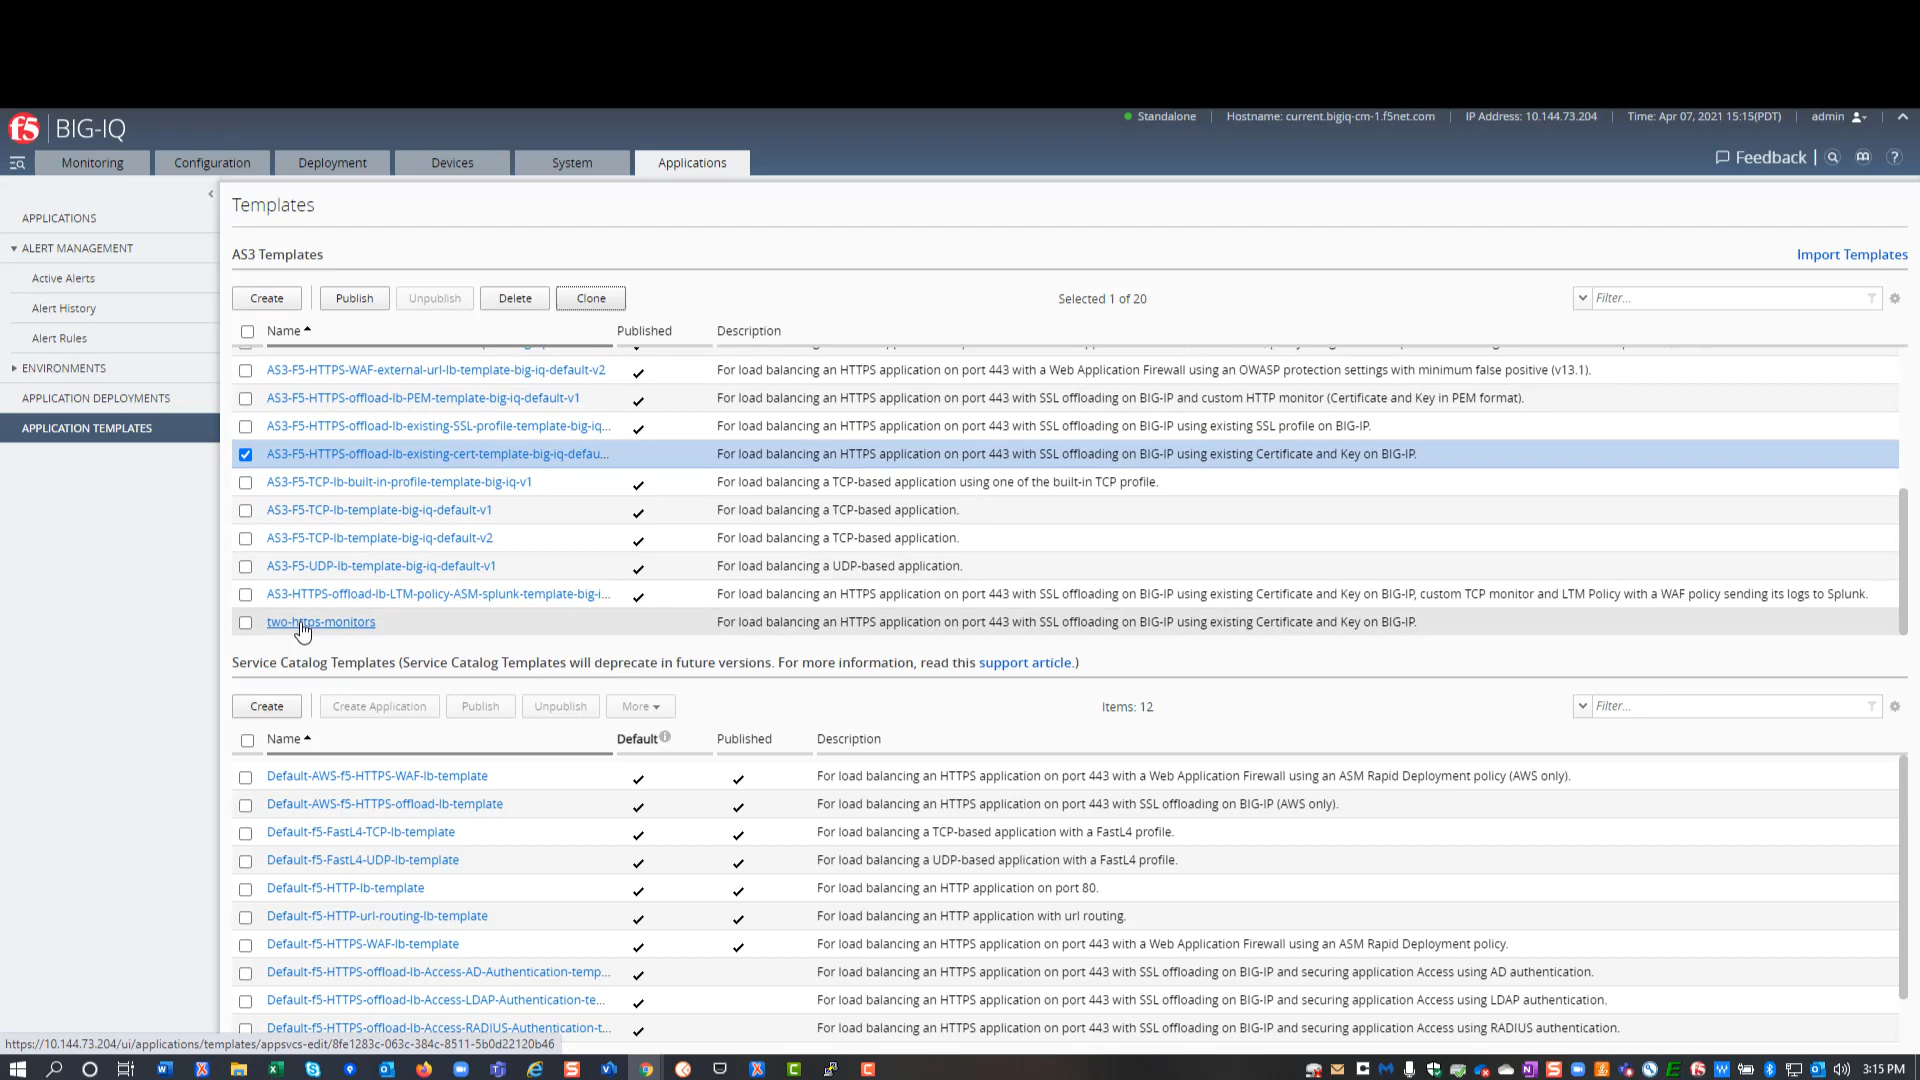 f5 BIG-IQ
Standalone Hostname: current.bigiq-cm-1.f5net.com IP Address: 10.144.73.204 Time: Apr 07, 2021 15:15(PDT) admin
Monitoring Configuration Deployment Devices System Applications Feedback ?
Templates
APPLICATIONS
ALERT MANAGEMENT
Active Alerts
Alert History
Alert Rules
ENVIRONMENTS
APPLICATION DEPLOYMENTS
APPLICATION TEMPLATES
AS3 Templates Import Templates
Create Publish Unpublish Delete Clone Selected 1 of 20 Filter...
Name Published Description
AS3-F5-HTTPS-WAF-external-url-lb-template-big-iq-default-v2 For load balancing an HTTPS application on port 443 with a Web Application Firewall using an OWASP protection settings with minimum false positive (v13.1).
AS3-F5-HTTPS-offload-lb-PEM-template-big-iq-default-v1 For load balancing an HTTPS application on port 443 with SSL offloading on BIG-IP and custom HTTP monitor (Certificate and Key in PEM format).
AS3-F5-HTTPS-offload-lb-existing-SSL-profile-template-big-iq... For load balancing an HTTPS application on port 443 with SSL offloading on BIG-IP using existing SSL profile on BIG-IP.
AS3-F5-HTTPS-offload-lb-existing-cert-template-big-iq-defau... For load balancing an HTTPS application on port 443 with SSL offloading on BIG-IP using existing Certificate and Key on BIG-IP.
AS3-F5-TCP-lb-built-in-profile-template-big-iq-v1 For load balancing a TCP-based application using one of the built-in TCP profile.
AS3-F5-TCP-lb-template-big-iq-default-v1 For load balancing a TCP-based application.
AS3-F5-TCP-lb-template-big-iq-default-v2 For load balancing a TCP-based application.
AS3-F5-UDP-lb-template-big-iq-default-v1 For load balancing a UDP-based application.
AS3-HTTPS-offload-lb-LTM-policy-ASM-splunk-template-big-i... For load balancing an HTTPS application on port 443 with SSL offloading on BIG-IP using existing Certificate and Key on BIG-IP, custom TCP monitor and LTM Policy with a WAF policy sending its logs to Splunk.
two-https-monitors For load balancing an HTTPS application on port 443 with SSL offloading on BIG-IP using existing Certificate and Key on BIG-IP.
Service Catalog Templates (Service Catalog Templates will deprecate in future versions. For more information, read this support article.)
Create Create Application Publish Unpublish More Items: 12 Filter...
Name Default Published Description
Default-AWS-f5-HTTPS-WAF-lb-template For load balancing an HTTPS application on port 443 with a Web Application Firewall using an ASM Rapid Deployment policy (AWS only).
Default-AWS-f5-HTTPS-offload-lb-template For load balancing an HTTPS application on port 443 with SSL offloading on BIG-IP (AWS only).
Default-f5-FastL4-TCP-lb-template For load balancing a TCP-based application with a FastL4 profile.
Default-f5-FastL4-UDP-lb-template For load balancing a UDP-based application with a FastL4 profile.
Default-f5-HTTP-lb-template For load balancing an HTTP application on port 80.
Default-f5-HTTP-url-routing-lb-template For load balancing an HTTP application with url routing.
Default-f5-HTTPS-WAF-lb-template For load balancing an HTTPS application on port 443 with a Web Application Firewall using an ASM Rapid Deployment policy.
Default-f5-HTTPS-offload-lb-Access-AD-Authentication-temp... For load balancing an HTTPS application on port 443 with SSL offloading on BIG-IP and securing application Access using AD authentication.
Default-f5-HTTPS-offload-lb-Access-LDAP-Authentication-te... For load balancing an HTTPS application on port 443 with SSL offloading on BIG-IP and securing application Access using LDAP authentication.
Default-f5-HTTPS-offload-lb-Access-RADIUS-Authentication-t... For load balancing an HTTPS application on port 443 with SSL offloading on BIG-IP and securing application Access using RADIUS authentication.
https://10.144.73.204/ui/applications/templates/appsvcs-edit/8fe1283c-063c-384c-8511-5b0d22120b46
3:15 PM